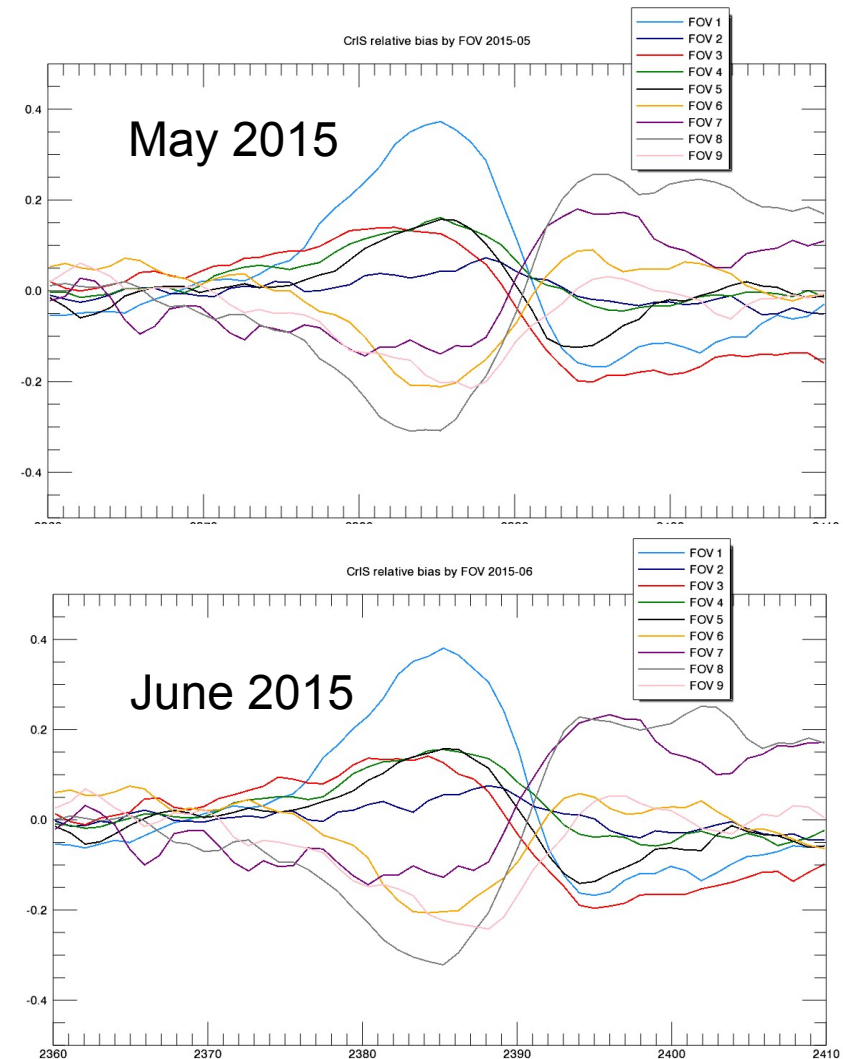 CrIS relative bias by FOV 2015-05
FOV 1
FOV 2
FOV 3
FOV 4
FOV 5
FOV 6
FOV 7
FOV 8
FOV 9
May 2015
0.4
0.2
0.0
-0.2
-0.4
CrIS relative bias by FOV 2015-06
FOV 1
FOV 2
FOV 3
FOV 4
FOV 5
FOV 6
FOV 7
FOV 8
FOV 9
June 2015
0.4
0.2
0.0
-0.2
-0.4
2360 2370 2380 2390 2400 2410